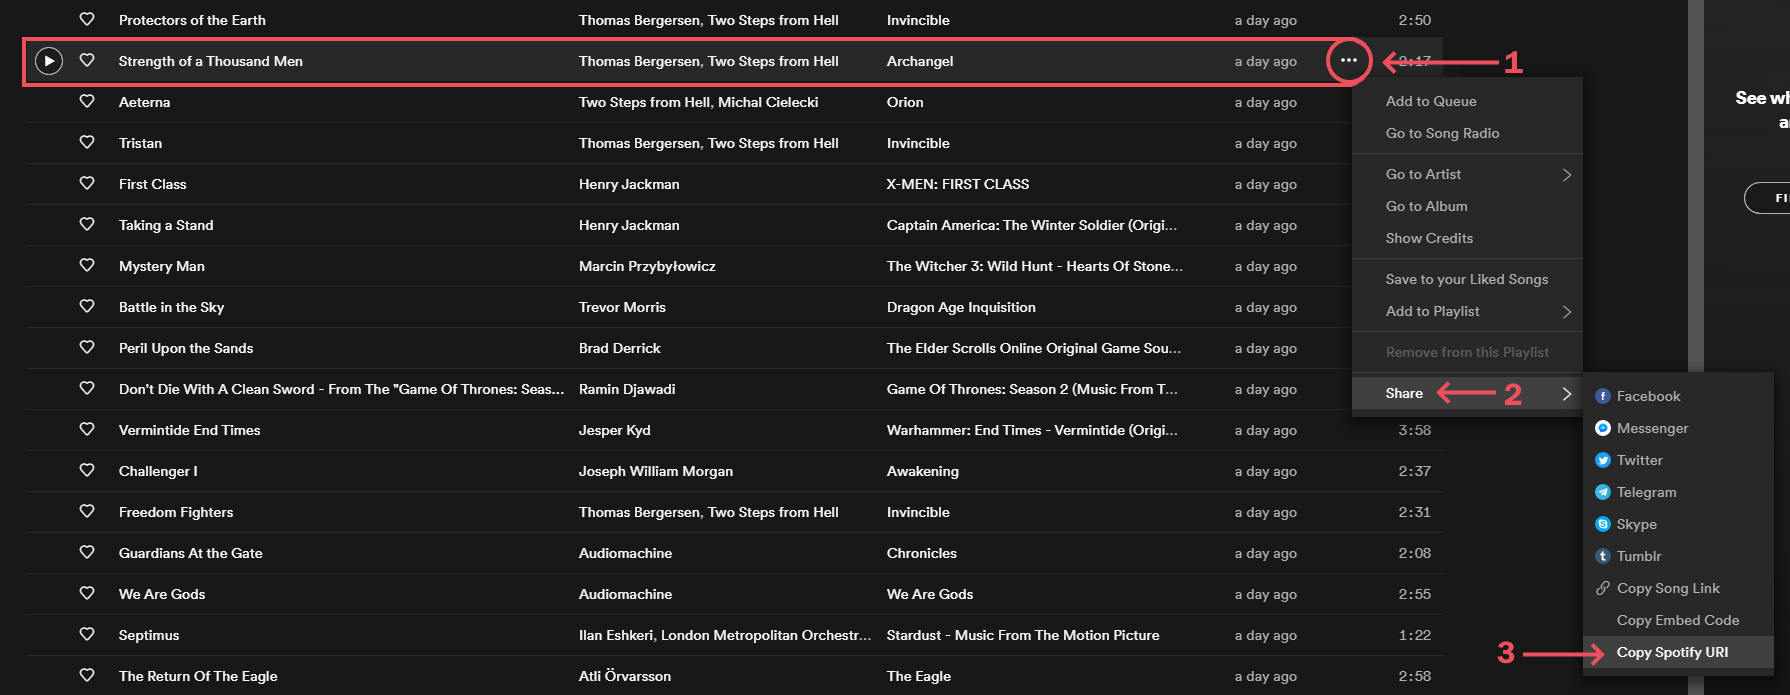 Protectors of the Earth Thomas Bergersen, Two Steps from Hell Invincible a day ago 2:50
Strength of a Thousand Men Thomas Bergersen, Two Steps from Hell Archangel a day ago ••• 2:17 1
Aeterna Two Steps from Hell, Michal Cielecki Orion a day ago
Tristan Thomas Bergersen, Two Steps from Hell Invincible a day ago
First Class Henry Jackman X-MEN: FIRST CLASS a day ago
Taking a Stand Henry Jackman Captain America: The Winter Soldier (Origi... a day ago
Mystery Man Marcin Przybyłowicz The Witcher 3: Wild Hunt - Hearts Of Stone... a day ago
Battle in the Sky Trevor Morris Dragon Age Inquisition a day ago
Peril Upon the Sands Brad Derrick The Elder Scrolls Online Original Game Sou... a day ago
Don't Die With A Clean Sword - From The "Game Of Thrones: Seas... Ramin Djawadi Game Of Thrones: Season 2 (Music From T... a day ago
Vermintide End Times Jesper Kyd Warhammer: End Times - Vermintide (Origi... a day ago 3:58
Challenger I Joseph William Morgan Awakening a day ago 2:37
Freedom Fighters Thomas Bergersen, Two Steps from Hell Invincible a day ago 2:31
Guardians At the Gate Audiomachine Chronicles a day ago 2:08
We Are Gods Audiomachine We Are Gods a day ago 2:55
Septimus Ilan Eshkeri, London Metropolitan Orchestr... Stardust - Music From The Motion Picture a day ago 1:22
The Return Of The Eagle Atli Örvarsson The Eagle a day ago 2:58
Add to Queue
Go to Song Radio
Go to Artist
Go to Album
Show Credits
Save to your Liked Songs
Add to Playlist
Remove from this Playlist
Share 2
Facebook
Messenger
Twitter
Telegram
Skype
Tumblr
Copy Song Link
Copy Embed Code
3 Copy Spotify URI
See wh
a
FI